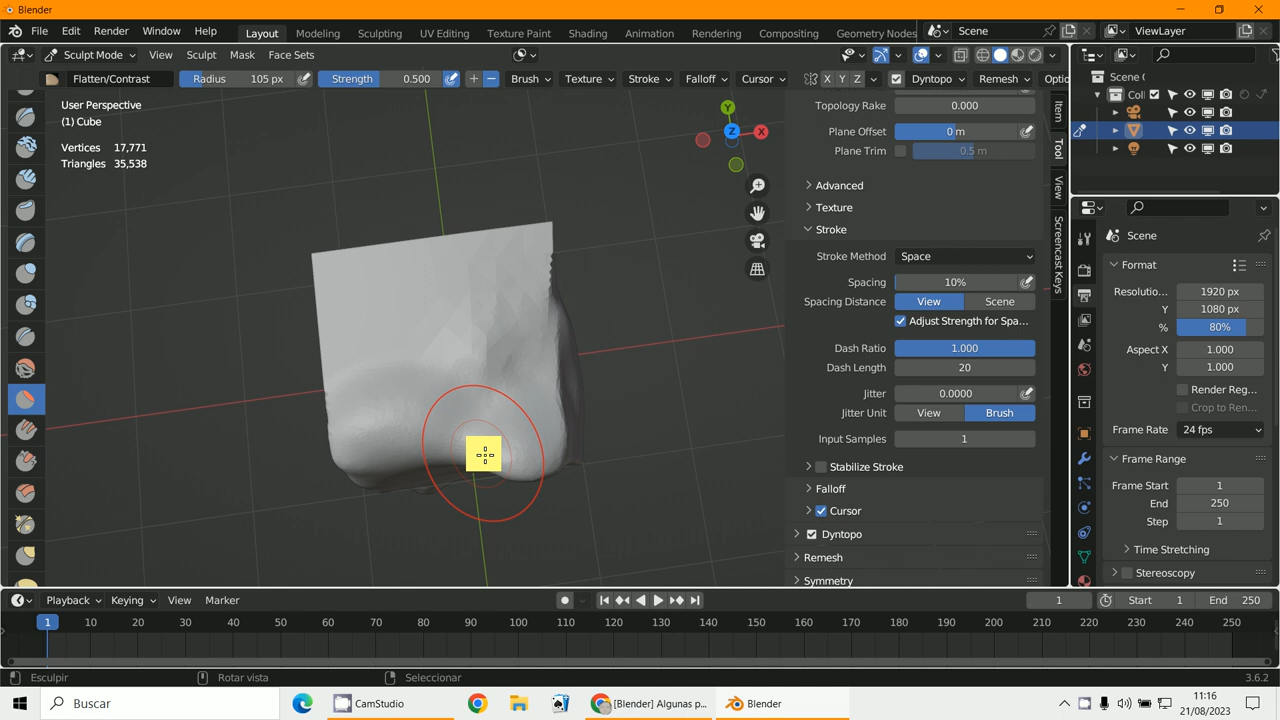 Blender
File Edit Render Window Help Layout Modeling Sculpting UV Editing Texture Paint Shading Animation Rendering Compositing Geometry Nodes Scene ViewLayer
Sculpt Mode View Sculpt Mask Face Sets
Flatten/Contrast Radius 105 px Strength 0.500 + − Brush Texture Stroke Falloff Cursor X Y Z Dyntopo Remesh Optio
User Perspective
(1) Cube
Vertices 17,771
Triangles 35,538
Y
Z
X
Topology Rake 0.000
Plane Offset 0 m
Plane Trim 0.5 m
Advanced
Texture
Stroke
Stroke Method Space
Spacing 10%
Spacing Distance View Scene
Adjust Strength for Spa...
Dash Ratio 1.000
Dash Length 20
Jitter 0.0000
Jitter Unit View Brush
Input Samples 1
Stabilize Stroke
Falloff
Cursor
Dyntopo
Remesh
Symmetry
Item
Tool
View
Screencast Keys
Scene C
Coll
Scene
Format
Resolutio... 1920 px
Y 1080 px
% 80%
Aspect X 1.000
Y 1.000
Render Reg...
Crop to Ren...
Frame Rate 24 fps
Frame Range
Frame Start 1
End 250
Step 1
Time Stretching
Stereoscopy
Playback Keying View Marker 1 Start 1 End 250
1 10 20 30 40 50 60 70 80 90 100 110 120 130 140 150 160 170 180 190 200 210 220 230 240 250
Esculpir Rotar vista Seleccionar 3.6.2
Buscar CamStudio [Blender] Algunas p... Blender
11:16
21/08/2023